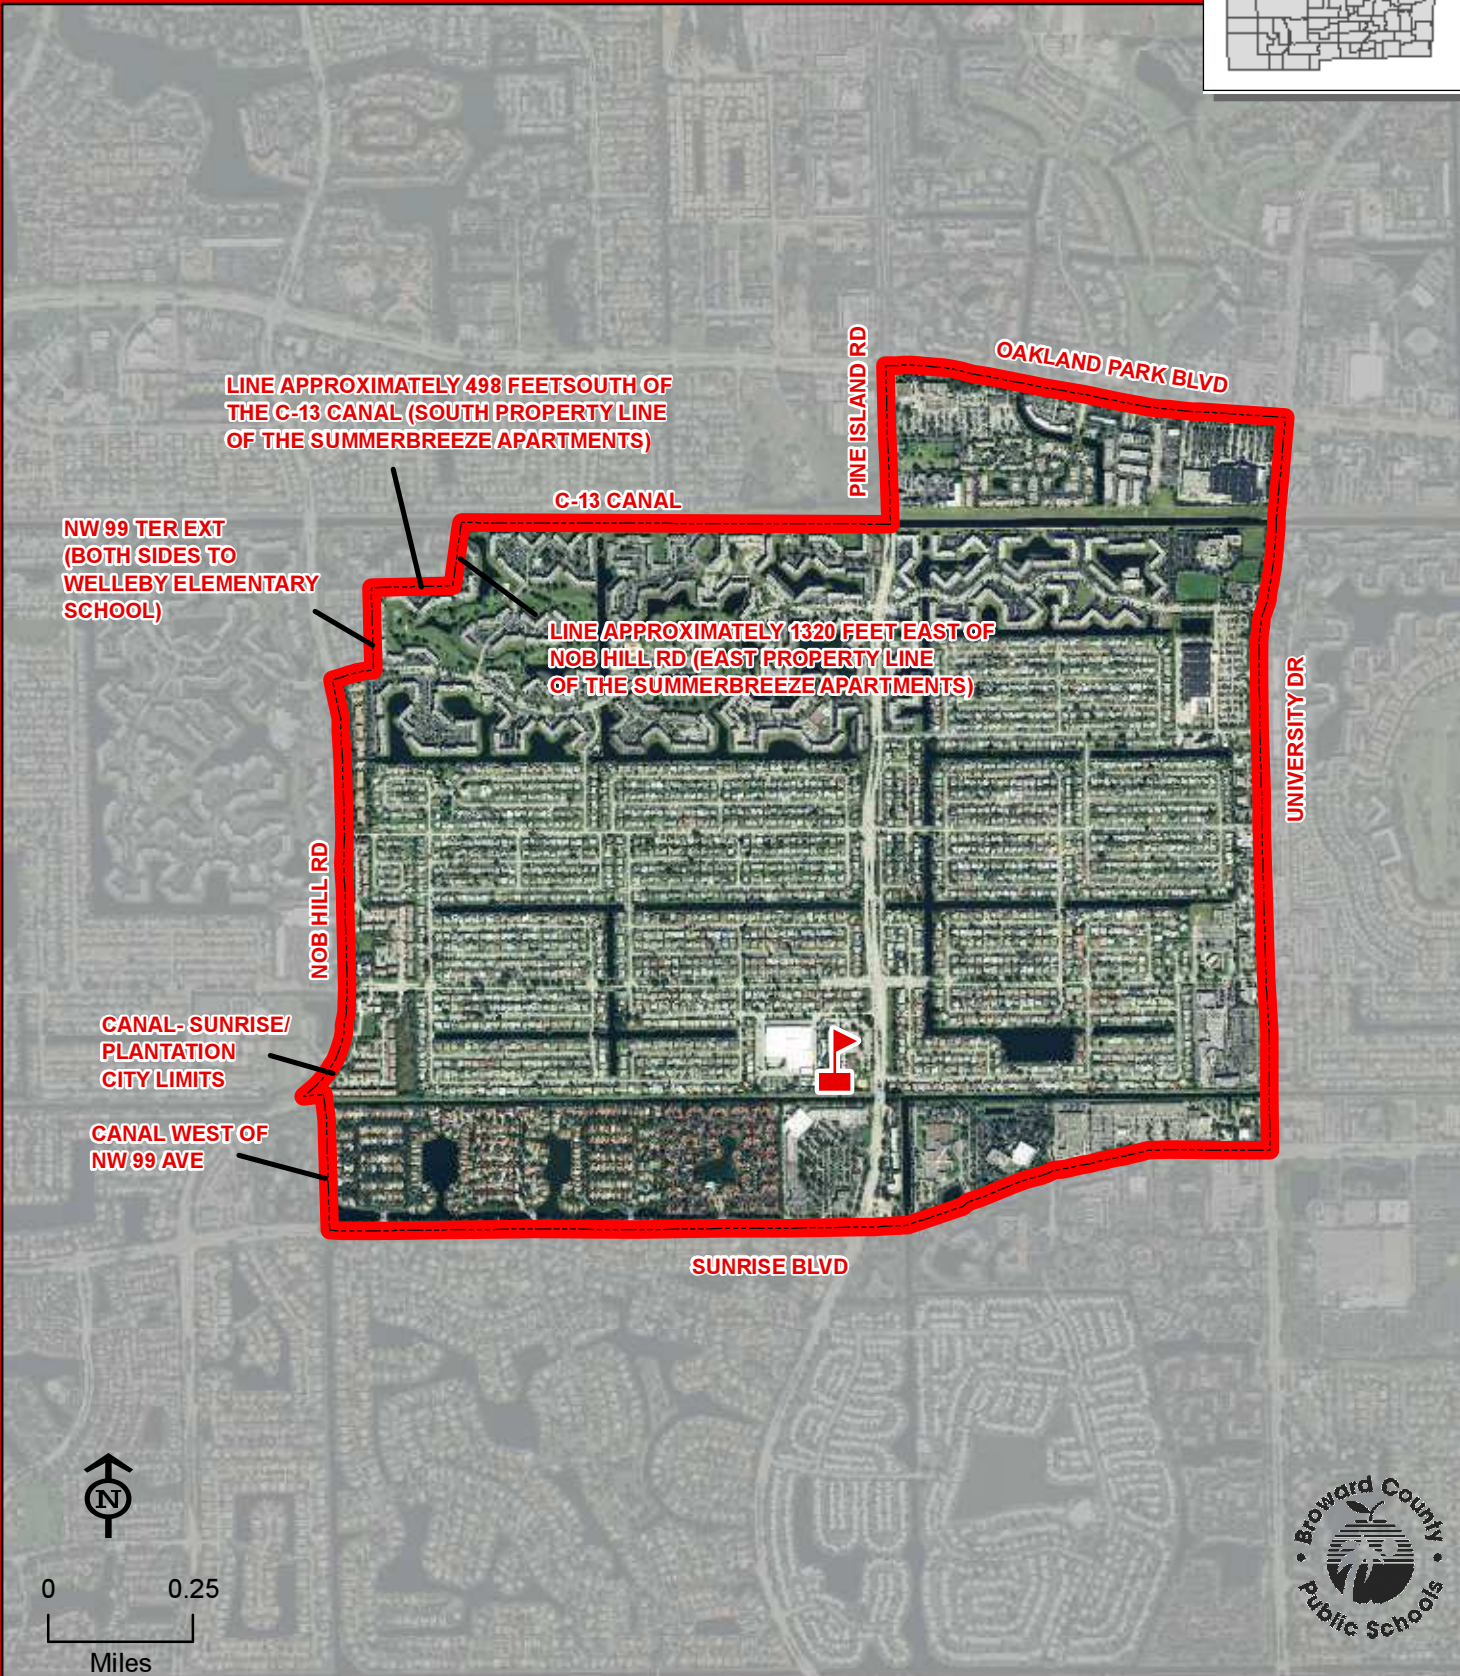 PINE ISLAND RD
OAKLAND PARK BLVD
LINE APPROXIMATELY 498 FEETSOUTH OF
THE C-13 CANAL (SOUTH PROPERTY LINE
OF THE SUMMERBREEZE APARTMENTS)
C-13 CANAL
NW 99 TER EXT
(BOTH SIDES TO
WELLEBY ELEMENTARY
SCHOOL)
LINE APPROXIMATELY 1320 FEET EAST OF
NOB HILL RD (EAST PROPERTY LINE
OF THE SUMMERBREEZE APARTMENTS)
UNIVERSITY DR
NOB HILL RD
CANAL- SUNRISE/
PLANTATION
CITY LIMITS
CANAL WEST OF
NW 99 AVE
SUNRISE BLVD
N
0 0.25
Miles
Broward County
Public Schools